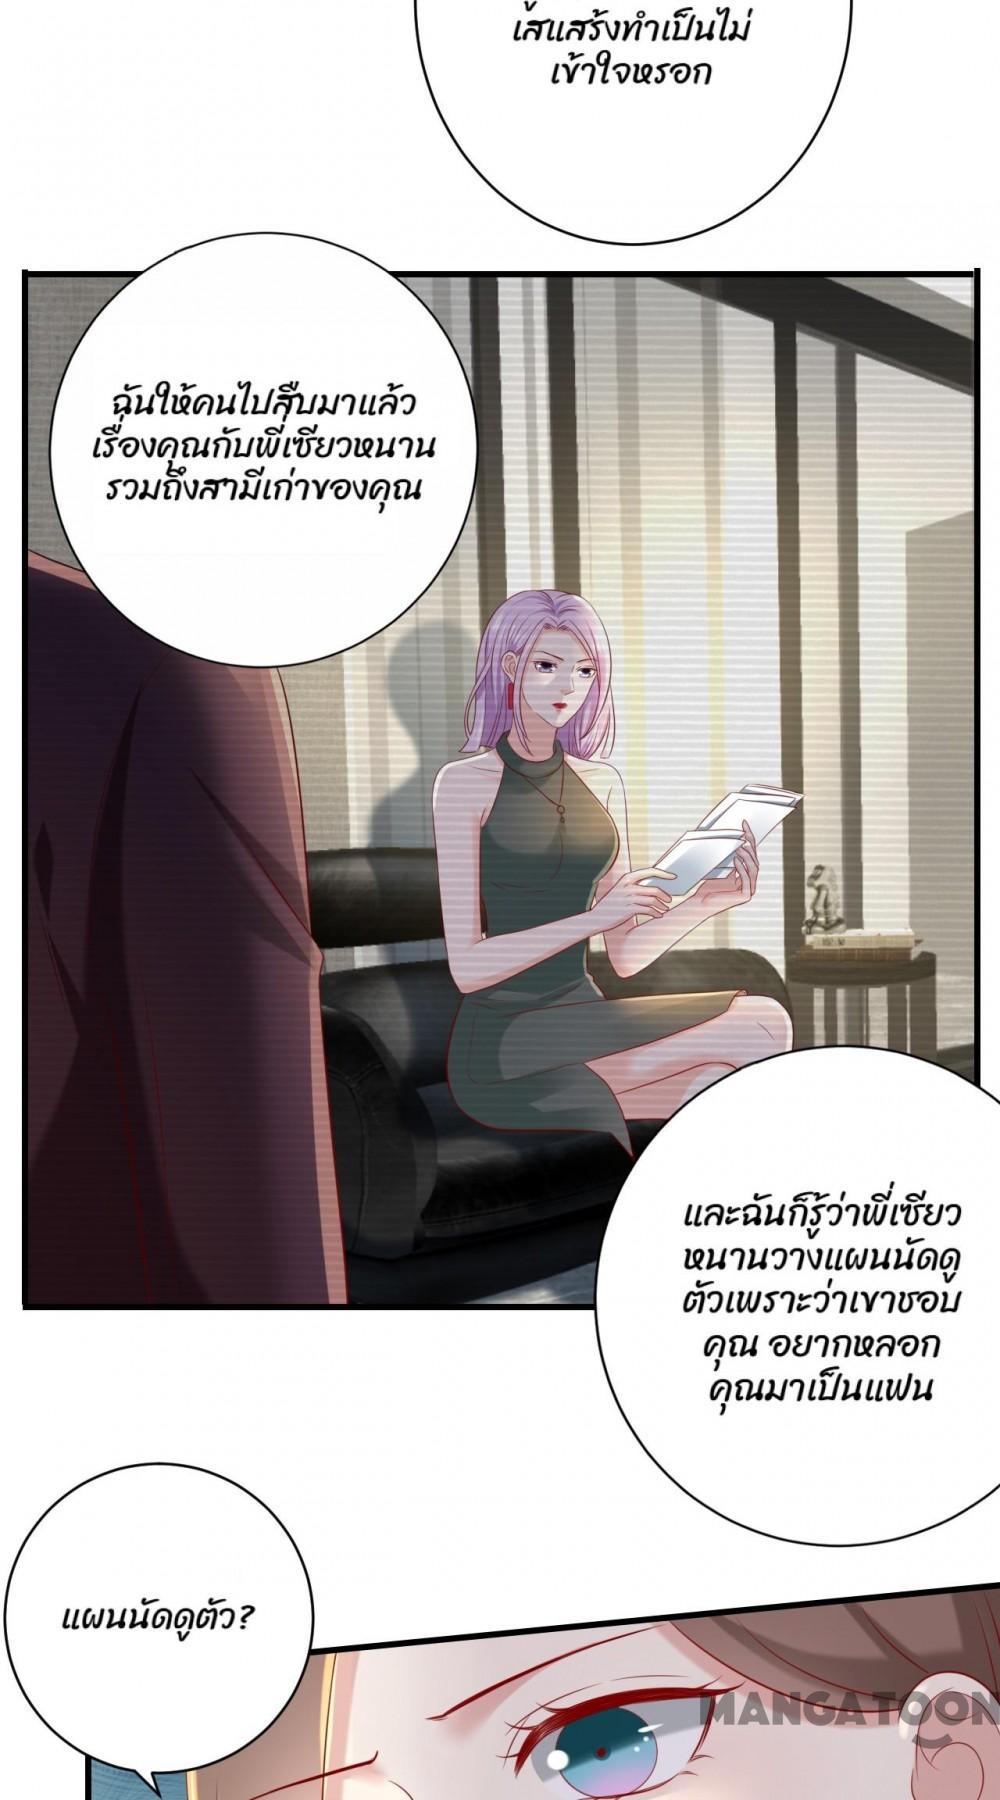 เสแสร้งทำเป็นไม่
เข้าใจหรอก
ฉันให้คนไปสืบมาแล้ว
เรื่องคุณกับพี่เซียวหนาน
รวมถึงสามีเก่าของคุณ
และฉันก็รู้ว่าพี่เซียว
หนานวางแผนนัดดู
ตัวเพราะว่าเขาชอบ
คุณ อยากหลอก
คุณมาเป็นแฟน
แผนนัดดูตัว?
MANGATOON